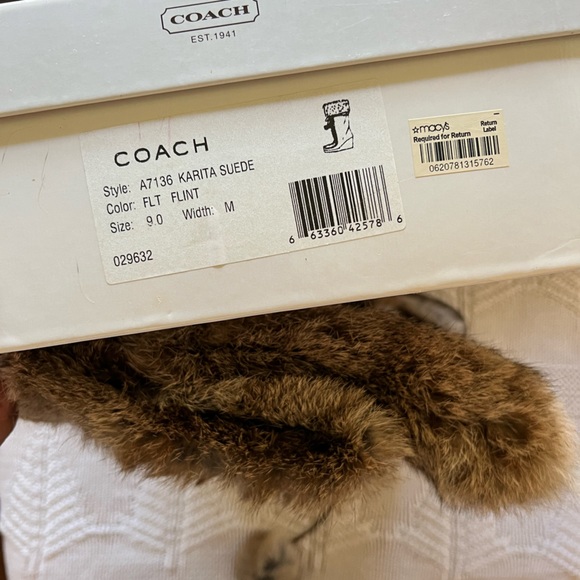 COACH
EST. 1941
COACH
Style: A7136 KARITA SUEDE
Color: FLT FLINT
Size: 9.0 Width: M
029632
6 63360 42578 6
macy's Return
Required for Return Label
0620781315762